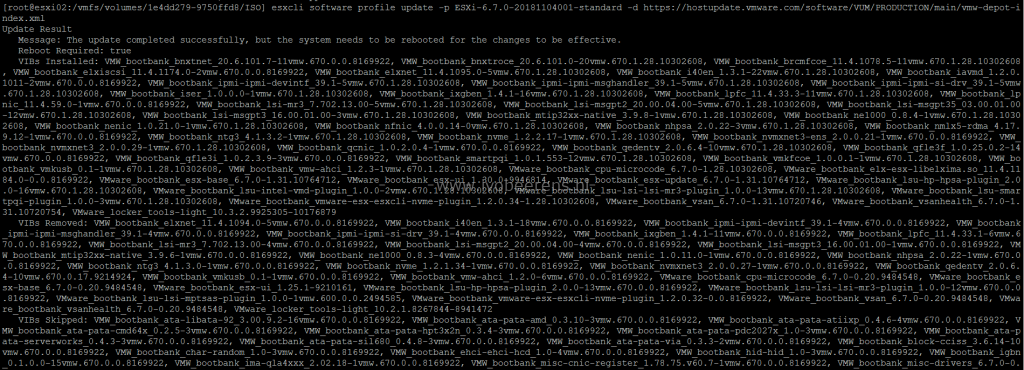 [root@esxi02:/vmfs/volumes/1e4dd279-9750ffd8/ISO] esxcli software profile update -p ESXi-6.7.0-20181104001-standard -d https://hostupdate.vmware.com/software/VUM/PRODUCTION/main/vmw-depot-i
ndex.xml
Update Result
Message: The update completed successfully, but the system needs to be rebooted for the changes to be effective.
Reboot Required: true
VIBs Installed: VMW_bootbank_bnxtnet_20.6.101.7-11vmw.670.0.0.8169922, VMW_bootbank_bnxtroce_20.6.101.0-20vmw.670.1.28.10302608, VMW_bootbank_brcmfcoe_11.4.1078.5-11vmw.670.1.28.10302608
, VMW_bootbank_elxiscsi_11.4.1174.0-2vmw.670.0.0.8169922, VMW_bootbank_elxnet_11.4.1095.0-5vmw.670.1.28.10302608, VMW_bootbank_i40en_1.3.1-22vmw.670.1.28.10302608, VMW_bootbank_iavmd_1.2.0.
1011-2vmw.670.0.0.8169922, VMW_bootbank_ipmi-ipmi-devintf_39.1-5vmw.670.1.28.10302608, VMW_bootbank_ipmi-ipmi-msghandler_39.1-5vmw.670.1.28.10302608, VMW_bootbank_ipmi-ipmi-si-drv_39.1-5vmw
.670.1.28.10302608, VMW_bootbank_iser_1.0.0.0-1vmw.670.1.28.10302608, VMW_bootbank_ixgben_1.4.1-16vmw.670.1.28.10302608, VMW_bootbank_lpfc_11.4.33.3-11vmw.670.1.28.10302608, VMW_bootbank_lp
nic_11.4.59.0-1vmw.670.0.0.8169922, VMW_bootbank_lsi-mr3_7.702.13.00-5vmw.670.1.28.10302608, VMW_bootbank_lsi-msgpt2_20.00.04.00-5vmw.670.1.28.10302608, VMW_bootbank_lsi-msgpt35_03.00.01.00
-12vmw.670.1.28.10302608, VMW_bootbank_lsi-msgpt3_16.00.01.00-3vmw.670.1.28.10302608, VMW_bootbank_mtip32xx-native_3.9.8-1vmw.670.1.28.10302608, VMW_bootbank_ne1000_0.8.4-1vmw.670.1.28.1030
2608, VMW_bootbank_nenic_1.0.21.0-1vmw.670.1.28.10302608, VMW_bootbank_nfnic_4.0.0.14-0vmw.670.1.28.10302608, VMW_bootbank_nhpsa_2.0.22-3vmw.670.1.28.10302608, VMW_bootbank_nmlx5-rdma_4.17.
9.12-1vmw.670.0.0.8169922, VMW_bootbank_ntg3_4.1.3.2-1vmw.670.1.28.10302608, VMW_bootbank_nvme_1.2.2.17-1vmw.670.1.28.10302608, VMW_bootbank_nvmxnet3-ens_2.0.0.21-1vmw.670.0.0.8169922, VMW_
bootbank_nvmxnet3_2.0.0.29-1vmw.670.1.28.10302608, VMW_bootbank_qcnic_1.0.2.0.4-1vmw.670.0.0.8169922, VMW_bootbank_qedentv_2.0.6.4-10vmw.670.1.28.10302608, VMW_bootbank_qfle3f_1.0.25.0.2-14
vmw.670.0.0.8169922, VMW_bootbank_qfle3i_1.0.2.3.9-3vmw.670.0.0.8169922, VMW_bootbank_smartpqi_1.0.1.553-12vmw.670.1.28.10302608, VMW_bootbank_vmkfcoe_1.0.0.1-1vmw.670.1.28.10302608, VMW_bo
otbank_vmkusb_0.1-1vmw.670.1.28.10302608, VMW_bootbank_vmw-ahci_1.2.3-1vmw.670.1.28.10302608, VMware_bootbank_cpu-microcode_6.7.0-1.28.10302608, VMware_bootbank_elx-esx-libelxima.so_11.4.11
84.0-0.0.8169922, VMware_bootbank_esx-base_6.7.0-1.31.10764712, VMware_bootbank_esx-ui_1.30.0-9946814, VMware_bootbank_esx-update_6.7.0-1.31.10764712, VMware_bootbank_lsu-hp-hpsa-plugin_2.0
.0-16vmw.670.1.28.10302608, VMware_bootbank_lsu-intel-vmd-plugin_1.0.0-2vmw.670.1.28.10302608, VMware_bootbank_lsu-lsi-lsi-mr3-plugin_1.0.0-13vmw.670.1.28.10302608, VMware_bootbank_lsu-smar
tpqi-plugin_1.0.0-3vmw.670.1.28.10302608, VMware_bootbank_vmware-esx-esxcli-nvme-plugin_1.2.0.34-1.28.10302608, VMware_bootbank_vsan_6.7.0-1.31.10720746, VMware_bootbank_vsanhealth_6.7.0-1.
31.10720754, VMware_locker_tools-light_10.3.2.9925305-10176879
VIBs Removed: VMW_bootbank_elxnet_11.4.1094.0-5vmw.670.0.0.8169922, VMW_bootbank_i40en_1.3.1-18vmw.670.0.0.8169922, VMW_bootbank_ipmi-ipmi-devintf_39.1-4vmw.670.0.0.8169922, VMW_bootbank
_ipmi-ipmi-msghandler_39.1-4vmw.670.0.0.8169922, VMW_bootbank_ipmi-ipmi-si-drv_39.1-4vmw.670.0.0.8169922, VMW_bootbank_ixgben_1.4.1-11vmw.670.0.0.8169922, VMW_bootbank_lpfc_11.4.33.1-6vmw.6
70.0.0.8169922, VMW_bootbank_lsi-mr3_7.702.13.00-4vmw.670.0.0.8169922, VMW_bootbank_lsi-msgpt2_20.00.04.00-4vmw.670.0.0.8169922, VMW_bootbank_lsi-msgpt3_16.00.01.00-1vmw.670.0.0.8169922, VM
W_bootbank_mtip32xx-native_3.9.6-1vmw.670.0.0.8169922, VMW_bootbank_ne1000_0.8.3-4vmw.670.0.0.8169922, VMW_bootbank_nenic_1.0.11.0-1vmw.670.0.0.8169922, VMW_bootbank_nhpsa_2.0.22-1vmw.670.0
.0.8169922, VMW_bootbank_ntg3_4.1.3.0-1vmw.670.0.0.8169922, VMW_bootbank_nvme_1.2.1.34-1vmw.670.0.0.8169922, VMW_bootbank_nvmxnet3_2.0.0.27-1vmw.670.0.0.8169922, VMW_bootbank_qedentv_2.0.6.
4-10vmw.670.0.17.9214924, VMW_bootbank_vmkusb_0.1-1vmw.670.0.0.8169922, VMW_bootbank_vmw-ahci_1.2.0-6vmw.670.0.0.8169922, VMware_bootbank_cpu-microcode_6.7.0-0.20.9484548, VMware_bootbank_e
sx-base_6.7.0-0.20.9484548, VMware_bootbank_esx-ui_1.25.1-9210161, VMware_bootbank_lsu-hp-hpsa-plugin_2.0.0-13vmw.670.0.0.8169922, VMware_bootbank_lsu-lsi-lsi-mr3-plugin_1.0.0-12vmw.670.0.0
.8169922, VMware_bootbank_lsu-lsi-mptsas-plugin_1.0.0-1vmw.600.0.0.2494585, VMware_bootbank_vmware-esx-esxcli-nvme-plugin_1.2.0.32-0.0.8169922, VMware_bootbank_vsan_6.7.0-0.20.9484548, VMwa
re_bootbank_vsanhealth_6.7.0-0.20.9484548, VMware_locker_tools-light_10.2.1.8267844-8941472
VIBs Skipped: VMW_bootbank_ata-libata-92_3.00.9.2-16vmw.670.0.0.8169922, VMW_bootbank_ata-pata-amd_0.3.10-3vmw.670.0.0.8169922, VMW_bootbank_ata-pata-atiixp_0.4.6-4vmw.670.0.0.8169922, V
MW_bootbank_ata-pata-cmd64x_0.2.5-3vmw.670.0.0.8169922, VMW_bootbank_ata-pata-hpt3x2n_0.3.4-3vmw.670.0.0.8169922, VMW_bootbank_ata-pata-pdc2027x_1.0-3vmw.670.0.0.8169922, VMW_bootbank_ata-p
ata-serverworks_0.4.3-3vmw.670.0.0.8169922, VMW_bootbank_ata-pata-sil680_0.4.8-3vmw.670.0.0.8169922, VMW_bootbank_ata-pata-via_0.3.3-2vmw.670.0.0.8169922, VMW_bootbank_block-cciss_3.6.14-10
vmw.670.0.0.8169922, VMW_bootbank_char-random_1.0-3vmw.670.0.0.8169922, VMW_bootbank_ehci-ehci-hcd_1.0-4vmw.670.0.0.8169922, VMW_bootbank_hid-hid_1.0-3vmw.670.0.0.8169922, VMW_bootbank_igbn
_0.1.0.0-15vmw.670.0.0.8169922, VMW_bootbank_ima-qla4xxx_2.02.18-1vmw.670.0.0.8169922, VMW_bootbank_misc-cnic-register_1.78.75.v60.7-1vmw.670.0.0.8169922, VMW_bootbank_misc-drivers_6.7.0-0.
www.ivobeerens.nl